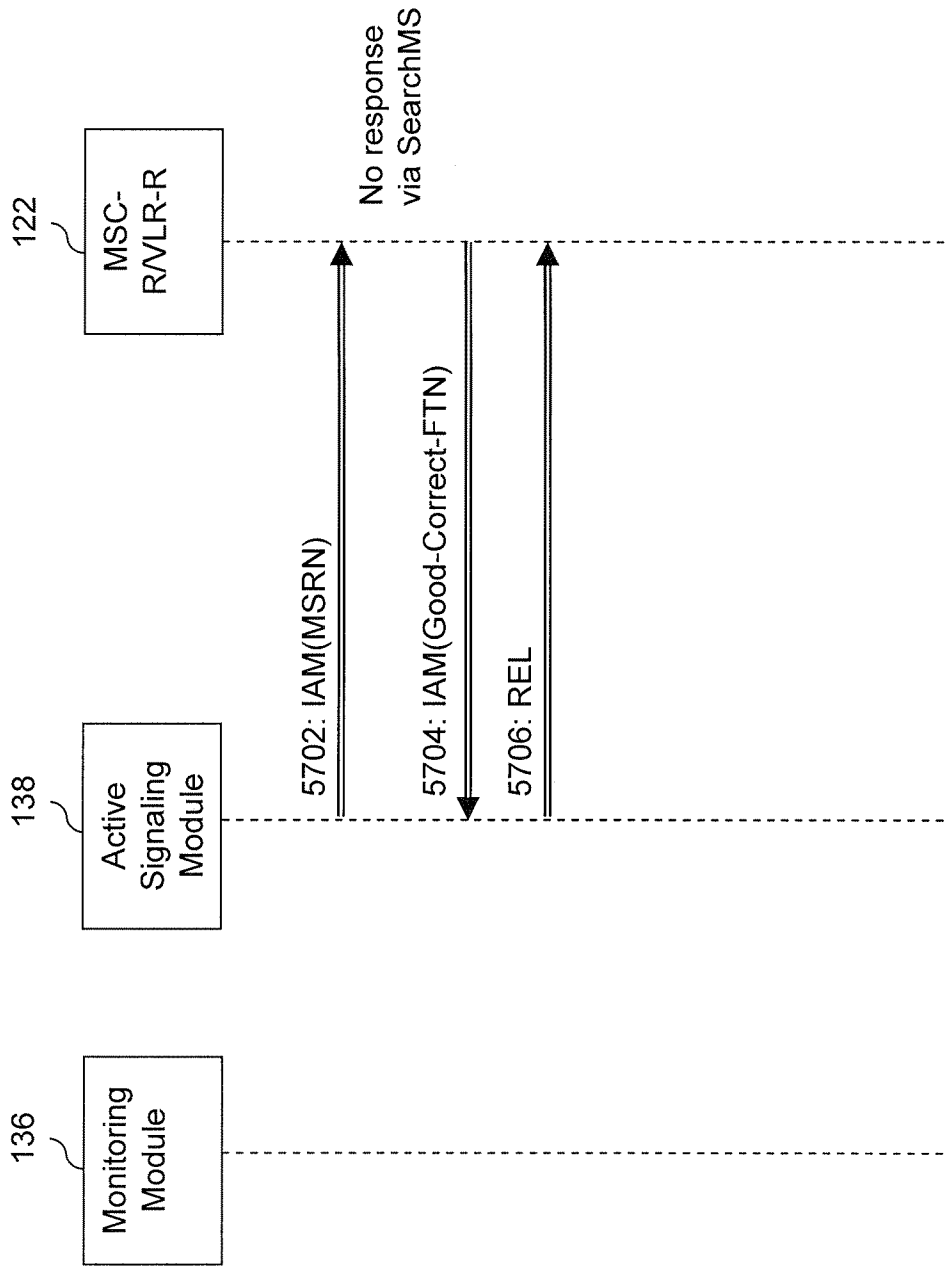 136
Monitoring
Module
138
Active
Signaling
Module
122
MSC-
R/VLR-R
5702: IAM(MSRN)
No response
via SearchMS
5704: IAM(Good-Correct-FTN)
5706: REL